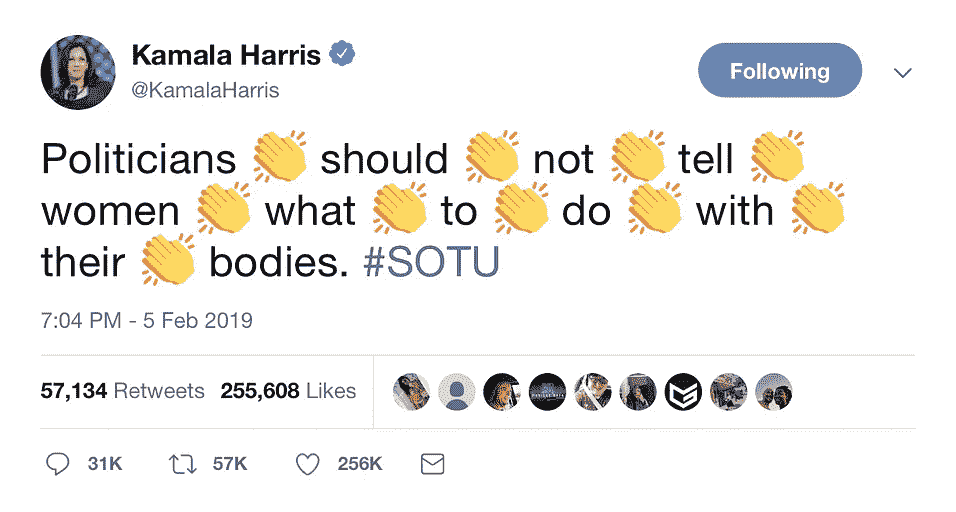 Kamala Harris
@KamalaHarris
Following
Politicians 👏 should 👏 not 👏 tell 👏
women 👏 what 👏 to 👏 do 👏 with 👏
their 👏 bodies. #SOTU
7:04 PM - 5 Feb 2019
57,134 Retweets 255,608 Likes
31K 57K 256K